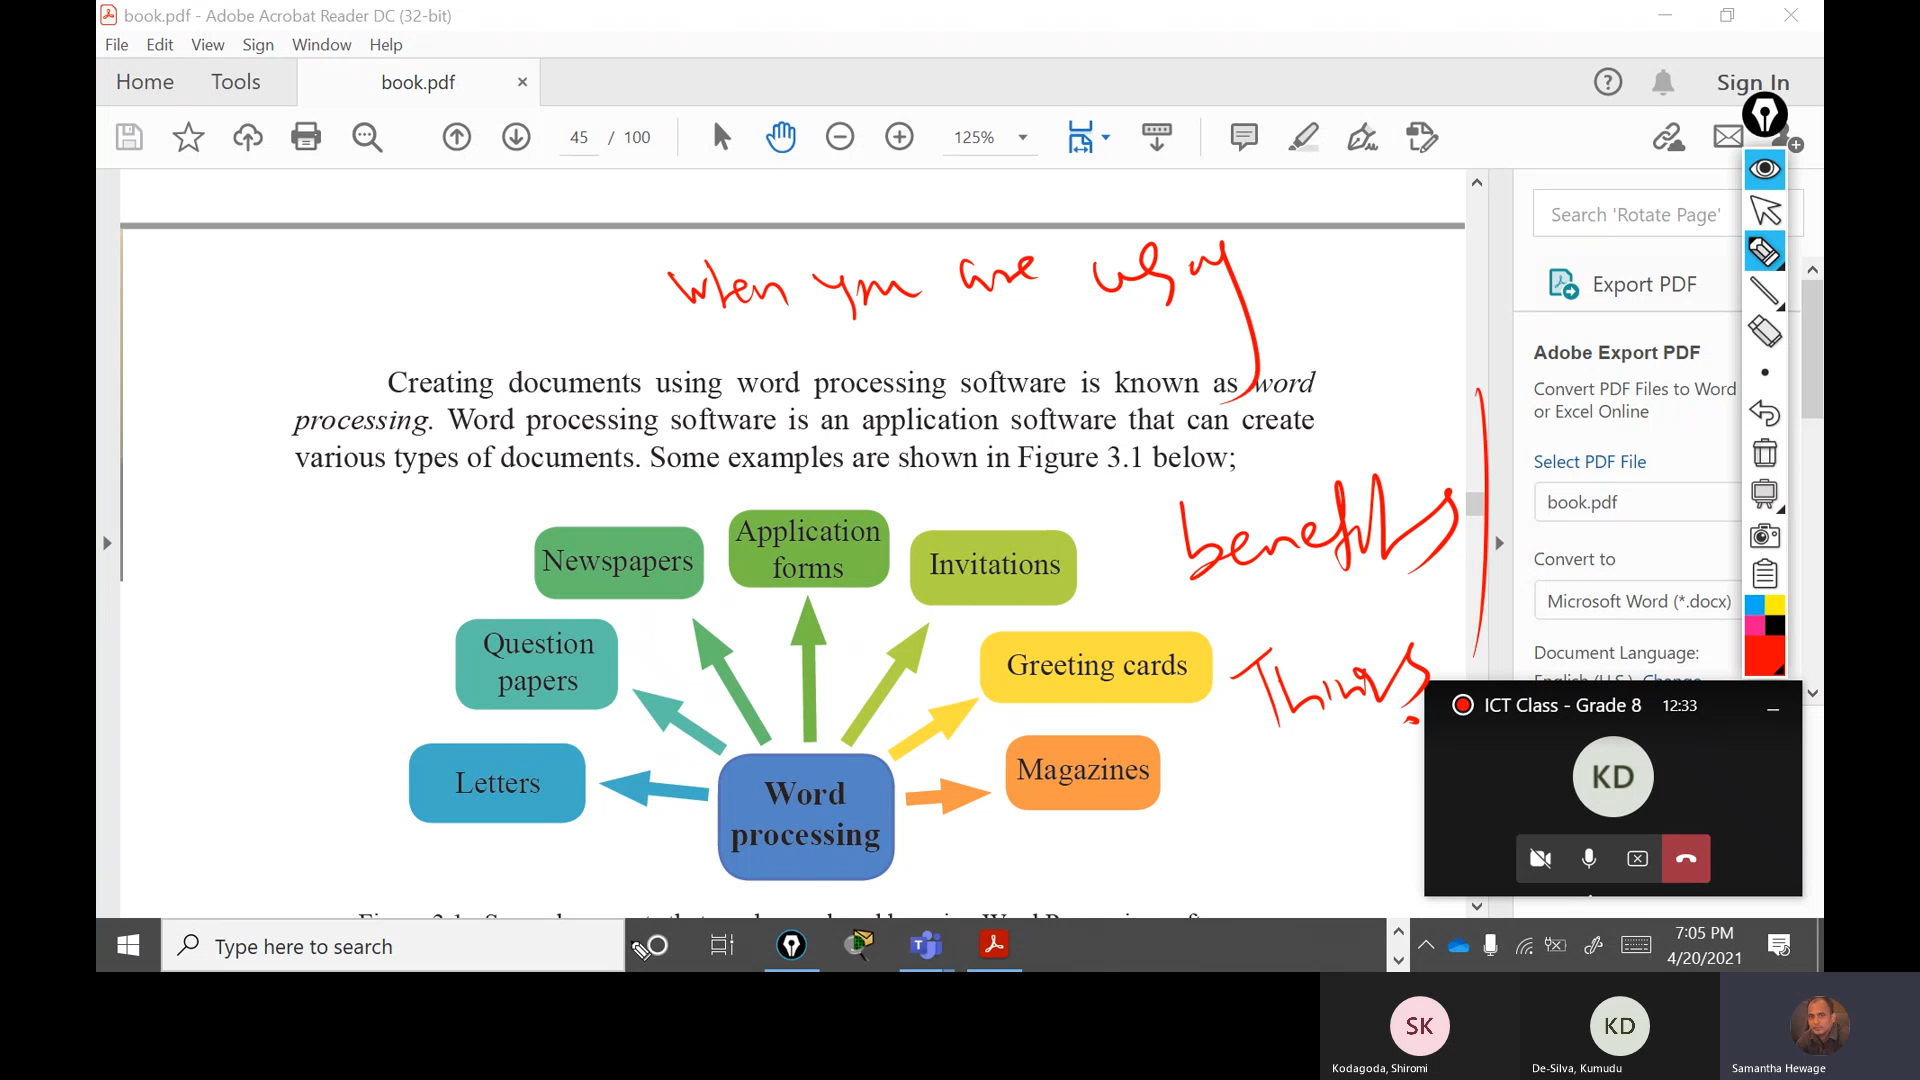 book.pdf - Adobe Acrobat Reader DC (32-bit)
File Edit View Sign Window Help
Home Tools book.pdf Sign In
45 / 100 125%
when you are using
Creating documents using word processing software is known as word
processing. Word processing software is an application software that can create
various types of documents. Some examples are shown in Figure 3.1 below;
benefits
Things
Newspapers
Application
forms
Invitations
Question
papers
Greeting cards
Letters
Word
processing
Magazines
Search 'Rotate Page'
Export PDF
Adobe Export PDF
Convert PDF Files to Word
or Excel Online
Select PDF File
book.pdf
Convert to
Microsoft Word (*.docx)
Document Language:
English (U.S.) Change
ICT Class - Grade 8 12:33
KD
Type here to search
7:05 PM
4/20/2021
SK
Kodagoda, Shiromi
KD
De-Silva, Kumudu
Samantha Hewage